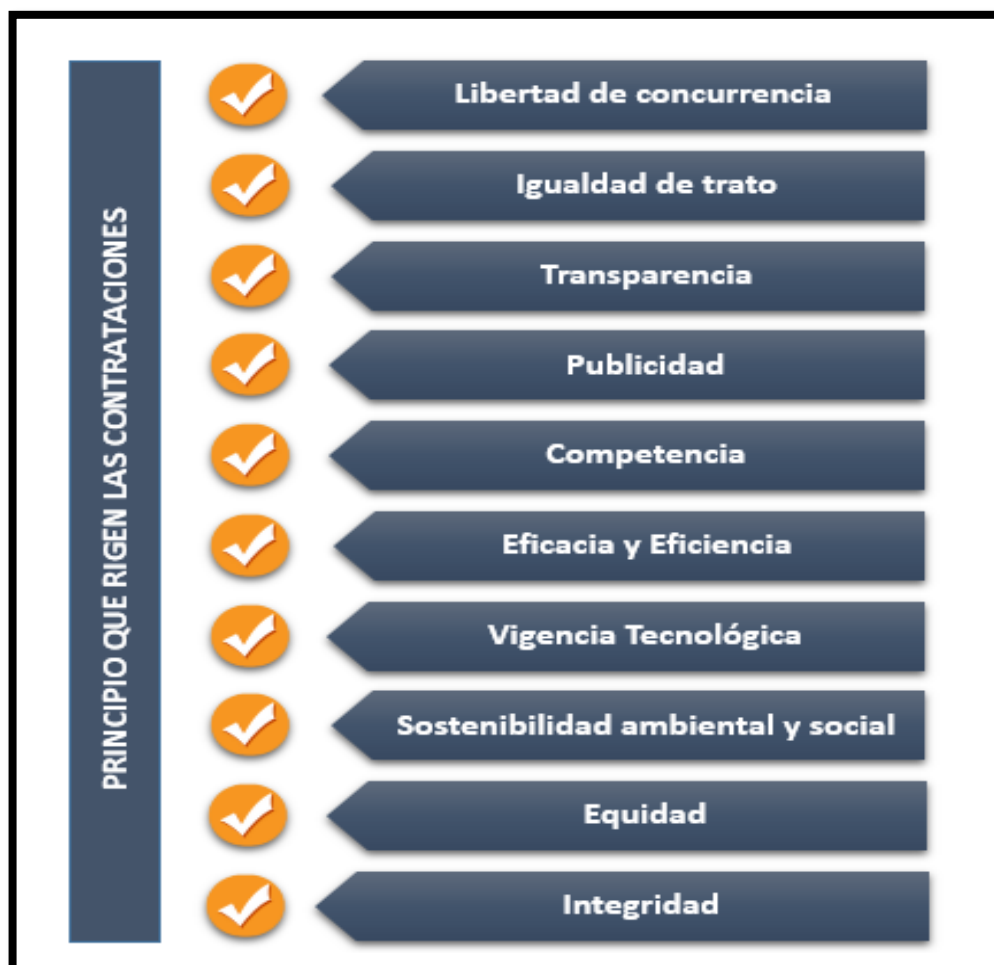 PRINCIPIO QUE RIGEN LAS CONTRATACIONES
Libertad de concurrencia
Igualdad de trato
Transparencia
Publicidad
Competencia
Eficacia y Eficiencia
Vigencia Tecnológica
Sostenibilidad ambiental y social
Equidad
Integridad